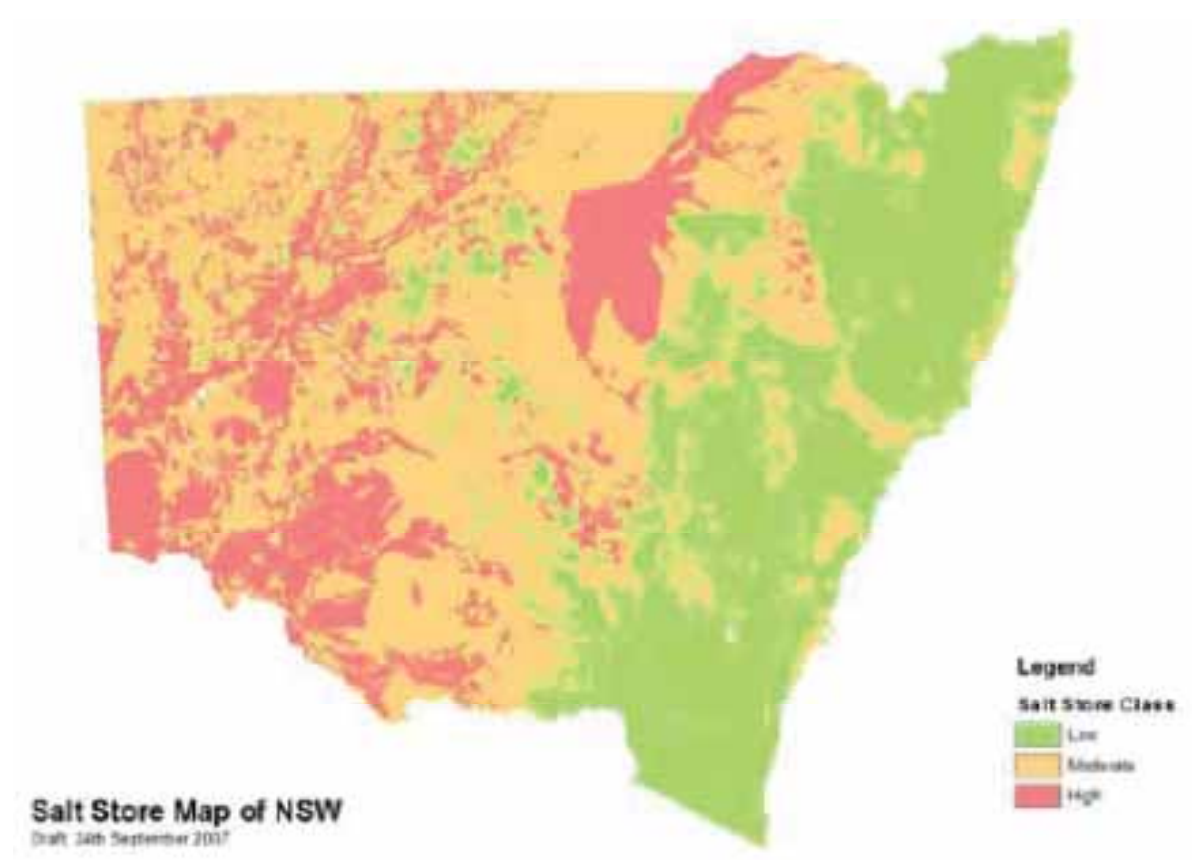 Legend
Salt Store Class
Low
Moderate
High
Salt Store Map of NSW
Draft: 24th September 2007